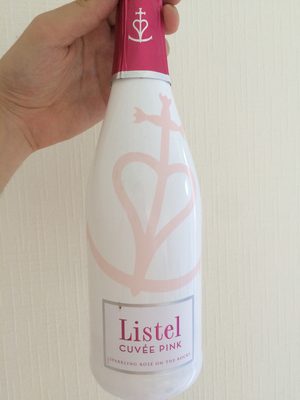 Listel
CUVÉE PINK
SPARKLING ROSÉ ON THE ROCKS